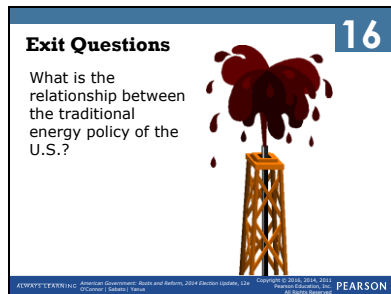 Exit Questions
16
What is the
relationship between
the traditional
energy policy of the
U.S.?
ALWAYS LEARNING
American Government: Roots and Reform, 2014 Election Update, 12e
O'Connor | Sabato | Yanus
Copyright © 2016, 2014, 2011
Pearson Education, Inc.
All Rights Reserved
PEARSON